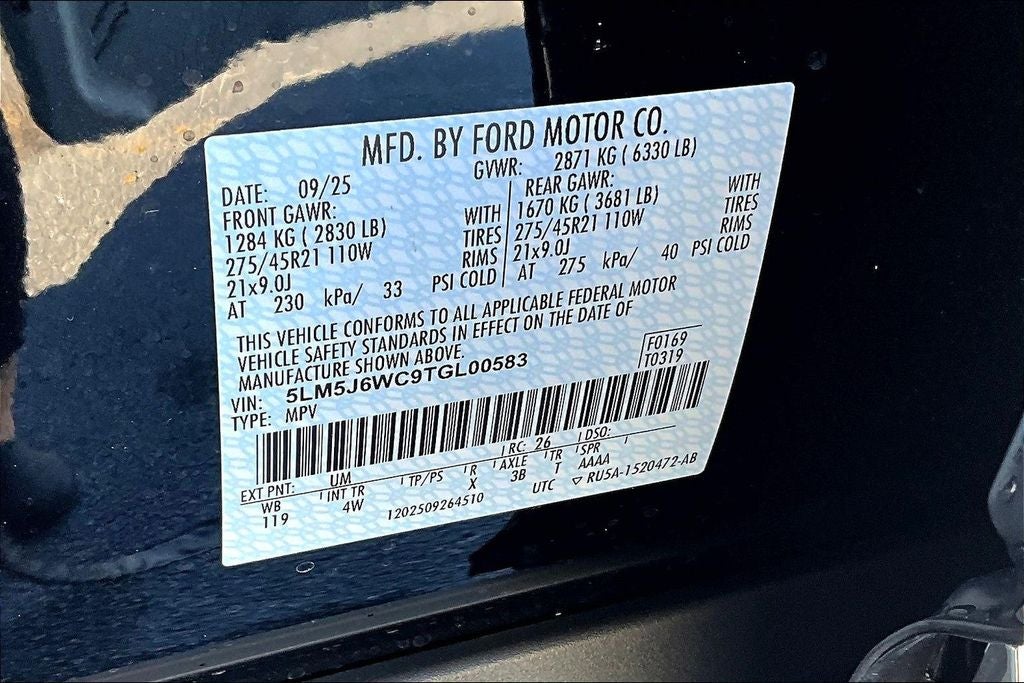 MFD. BY FORD MOTOR CO.
DATE: 09/25 GVWR: 2871 KG ( 6330 LB)
FRONT GAWR: REAR GAWR:
1284 KG ( 2830 LB) WITH 1670 KG ( 3681 LB) WITH
275/45R21 110W TIRES 275/45R21 110W TIRES
21x9.0J RIMS 21x9.0J RIMS
AT 230 kPa/ 33 PSI COLD AT 275 kPa/ 40 PSI COLD
THIS VEHICLE CONFORMS TO ALL APPLICABLE FEDERAL MOTOR
VEHICLE SAFETY STANDARDS IN EFFECT ON THE DATE OF
MANUFACTURE SHOWN ABOVE.
VIN: 5LM5J6WC9TGL00583 F0169
TYPE: MPV T0319
EXT PNT: UM RC: 26 DSO:
WB INT TR TP/PS R AXLE TR SPR
119 4W X 3B T AAAA
1202509264510 UTC ▽ RU5A-1520472-AB